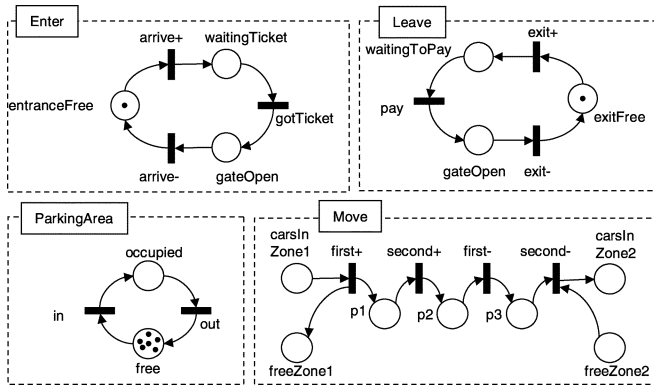 Enter
arrive+
waitingTicket
entranceFree
gotTicket
arrive-
gateOpen
Leave
exit+
waitingToPay
pay
exitFree
gateOpen
exit-
ParkingArea
occupied
in
out
free
Move
carsIn
Zone1
first+
second+
first-
second-
carsIn
Zone2
p1
p2
p3
freeZone1
freeZone2